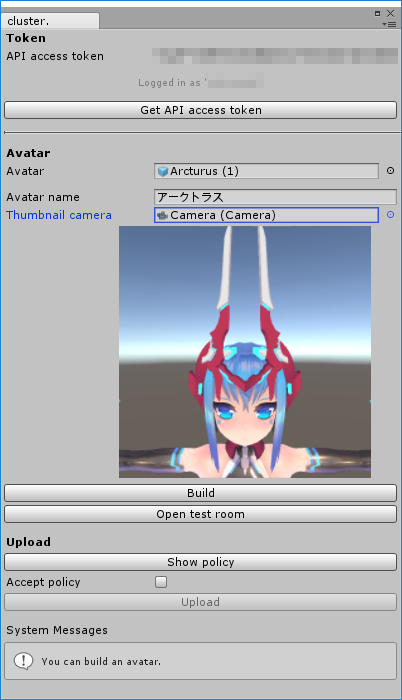 cluster.
Token
API access token
Logged in as '
Get API access token
Avatar
Avatar
Arcturus (1)
Avatar name
アークトラス
Thumbnail camera
Camera (Camera)
Build
Open test room
Upload
Show policy
Accept policy
Upload
System Messages
You can build an avatar.